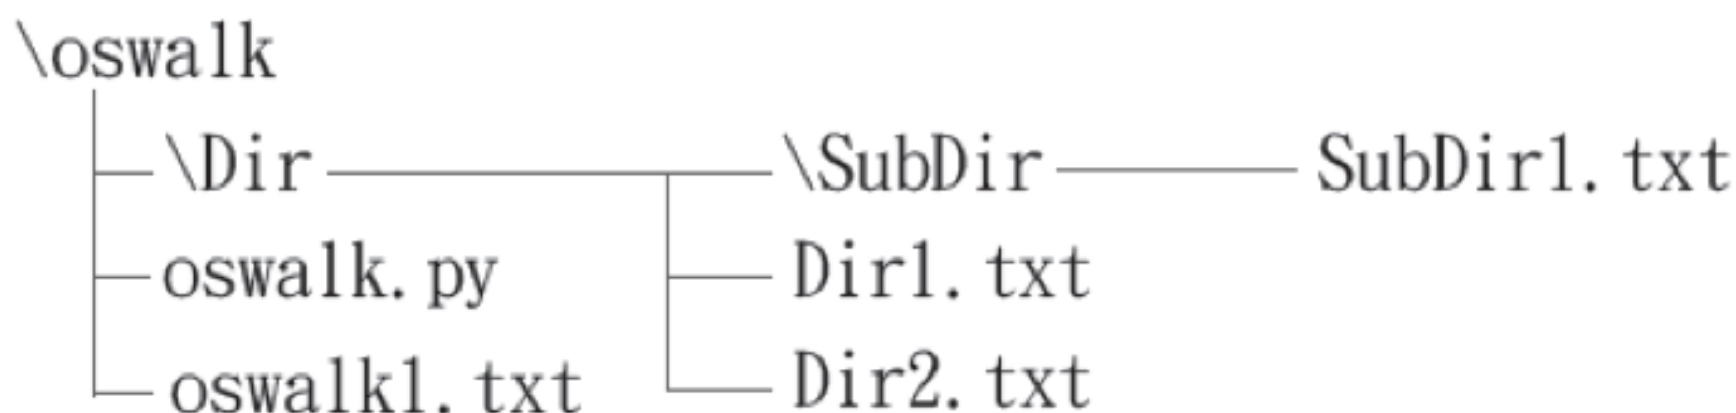 \oswalk
\Dir \SubDir SubDir1.txt
oswalk.py Dir1.txt
oswalk1.txt Dir2.txt